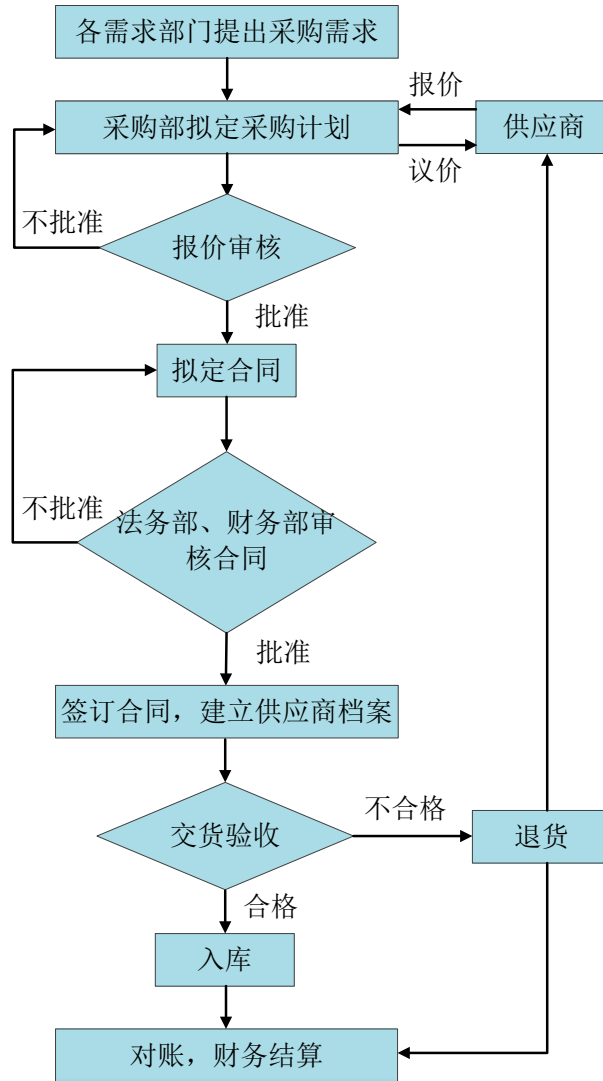 各需求部门提出采购需求
报价
采购部拟定采购计划
供应商
议价
不批准
报价审核
批准
拟定合同
不批准
法务部、财务部审
核合同
批准
签订合同，建立供应商档案
不合格
交货验收
退货
合格
入库
对账，财务结算